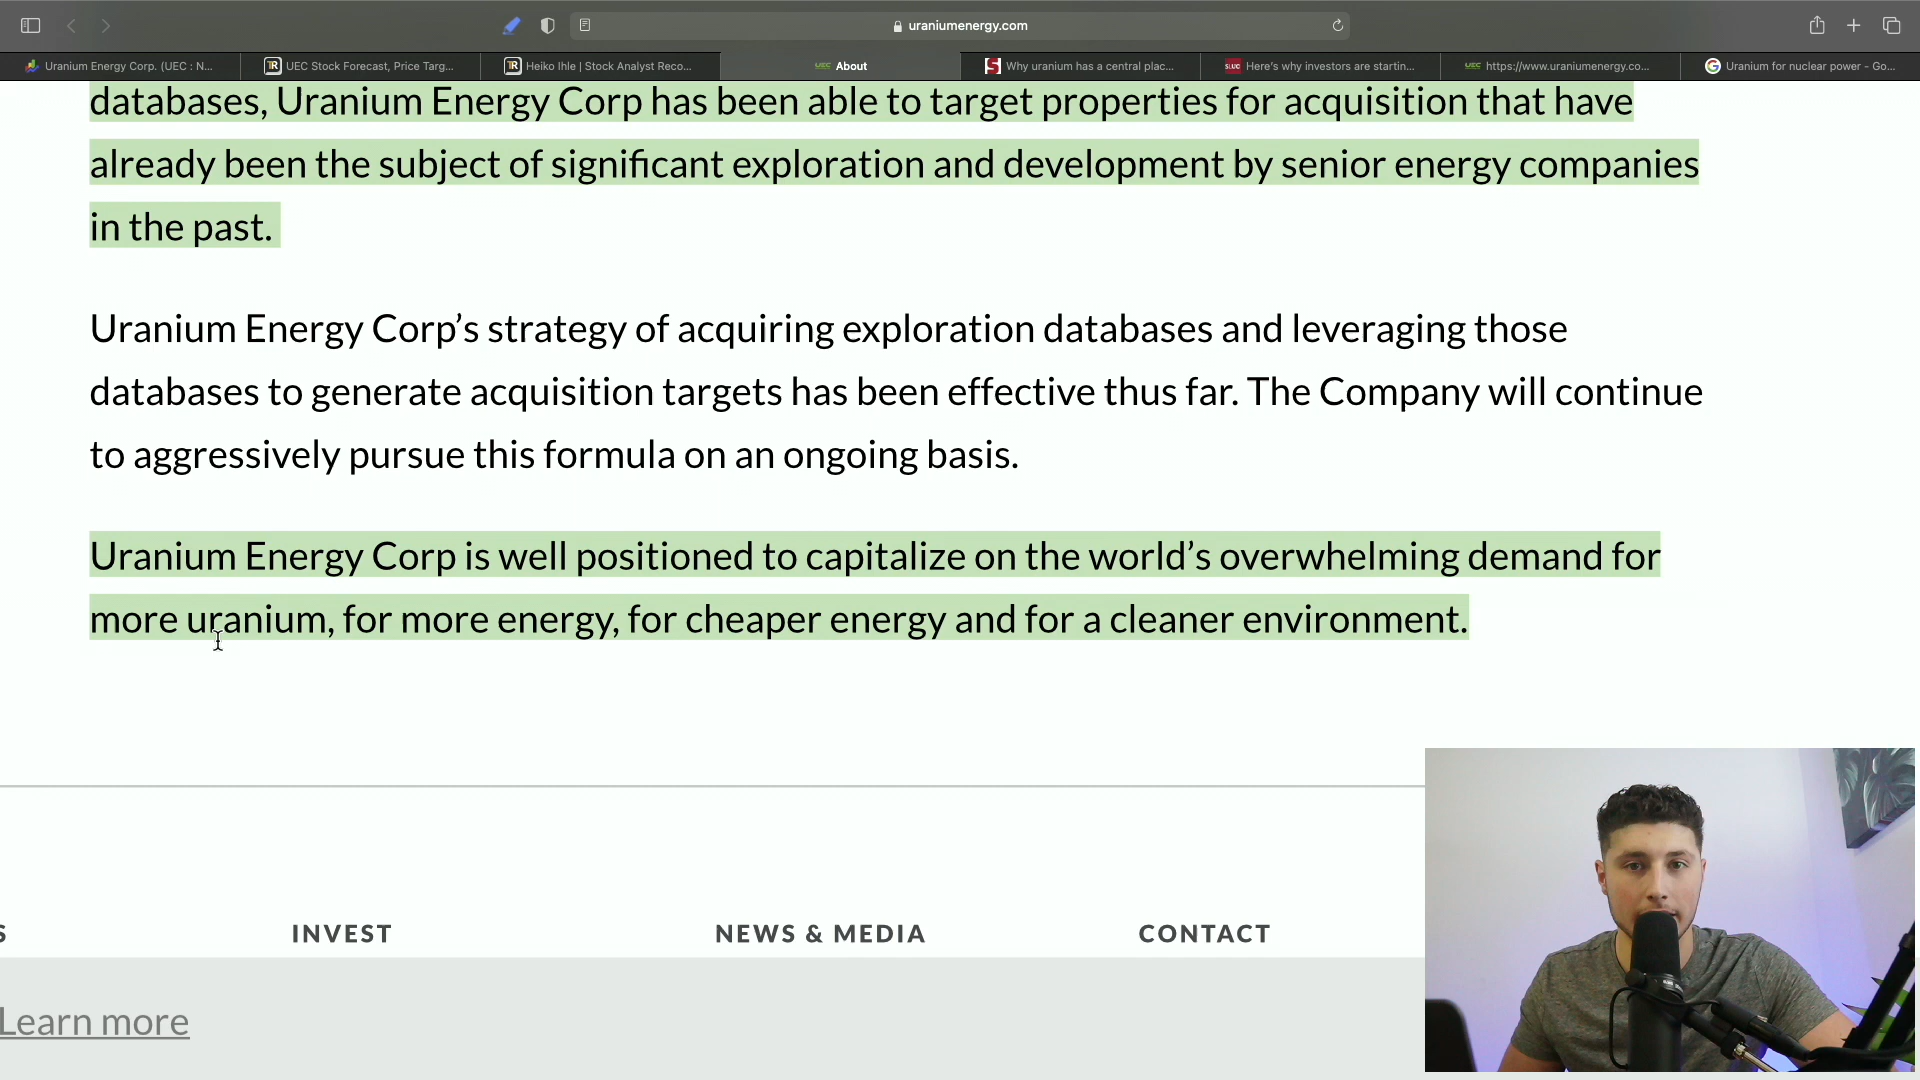 uraniumenergy.com
Uranium Energy Corp. (UEC : N...
UEC Stock Forecast, Price Targ...
Heiko Ihle | Stock Analyst Reco...
UEC About
Why uranium has a central plac...
Here's why investors are startin...
UEC https://www.uraniumenergy.co...
Uranium for nuclear power - Go...
databases, Uranium Energy Corp has been able to target properties for acquisition that have
already been the subject of significant exploration and development by senior energy companies
in the past.
Uranium Energy Corp’s strategy of acquiring exploration databases and leveraging those
databases to generate acquisition targets has been effective thus far. The Company will continue
to aggressively pursue this formula on an ongoing basis.
Uranium Energy Corp is well positioned to capitalize on the world’s overwhelming demand for
more uranium, for more energy, for cheaper energy and for a cleaner environment.
S
INVEST
NEWS & MEDIA
CONTACT
Learn more